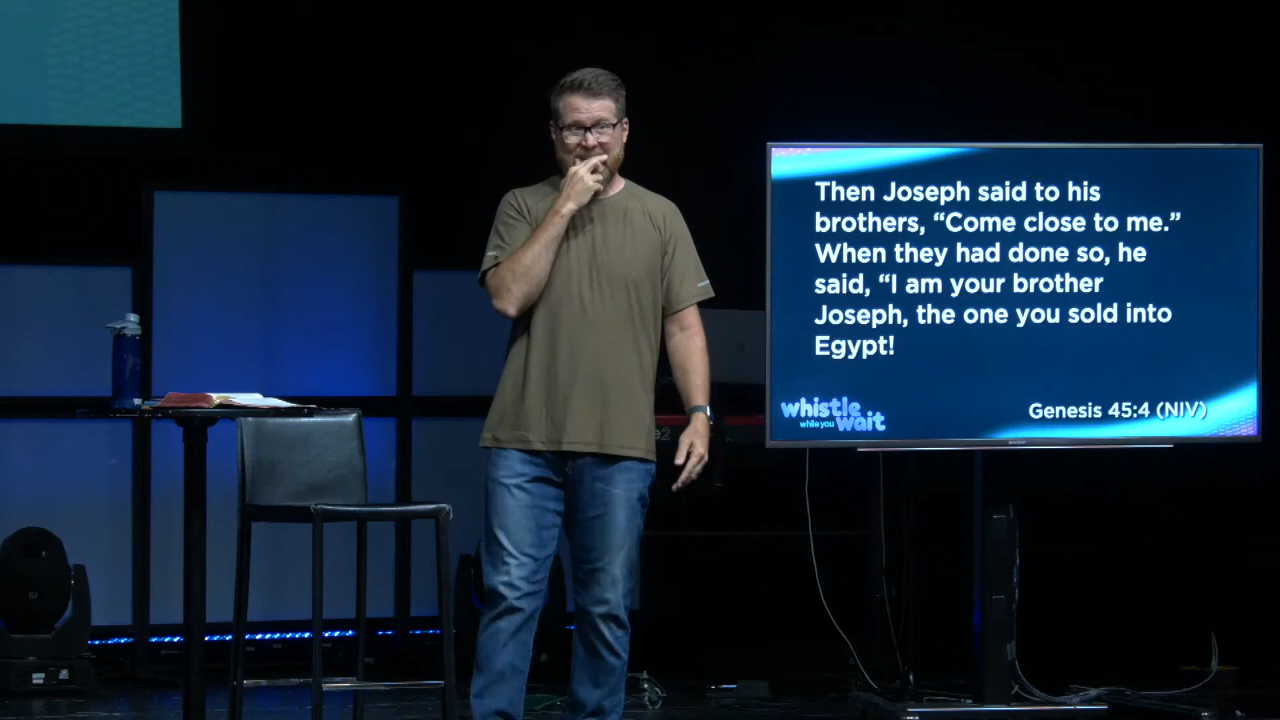 Then Joseph said to his
brothers, “Come close to me.”
When they had done so, he
said, “I am your brother
Joseph, the one you sold into
Egypt!
whistle
while you wait
Genesis 45:4 (NIV)